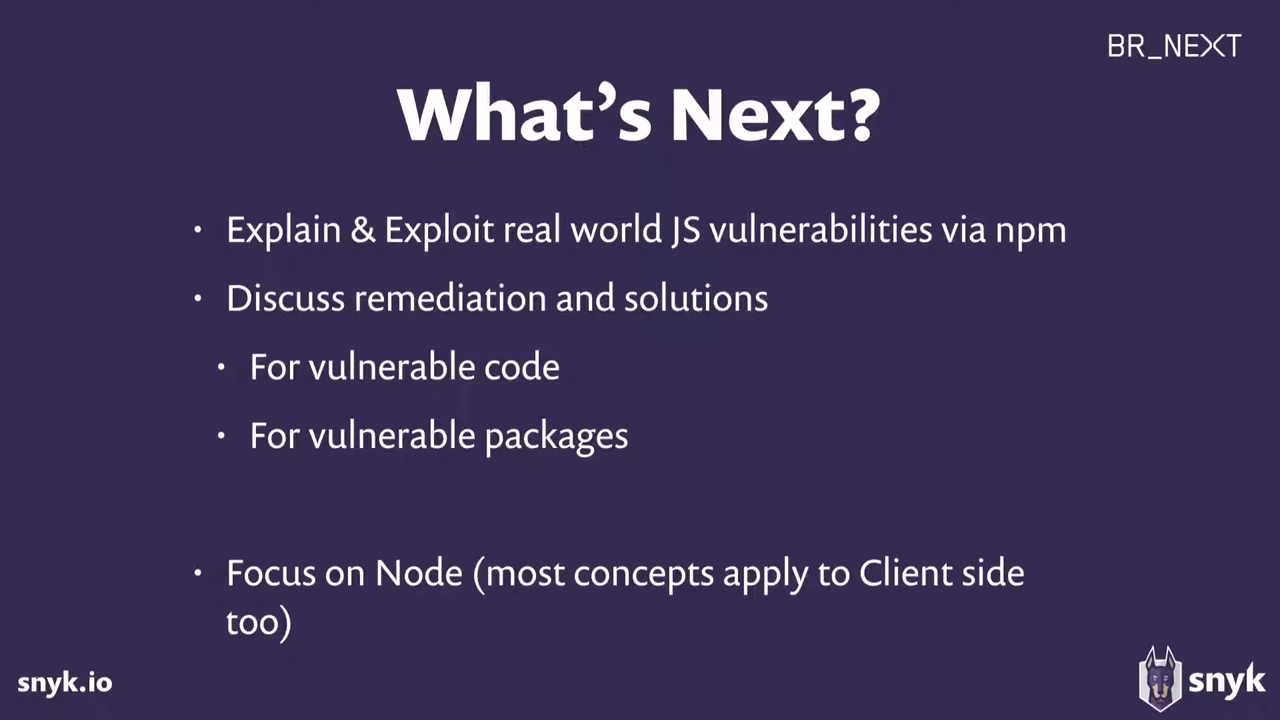 BR_NEXT
What's Next?
• Explain & Exploit real world JS vulnerabilities via npm
• Discuss remediation and solutions
• For vulnerable code
• For vulnerable packages
• Focus on Node (most concepts apply to Client side
too)
snyk.io
snyk